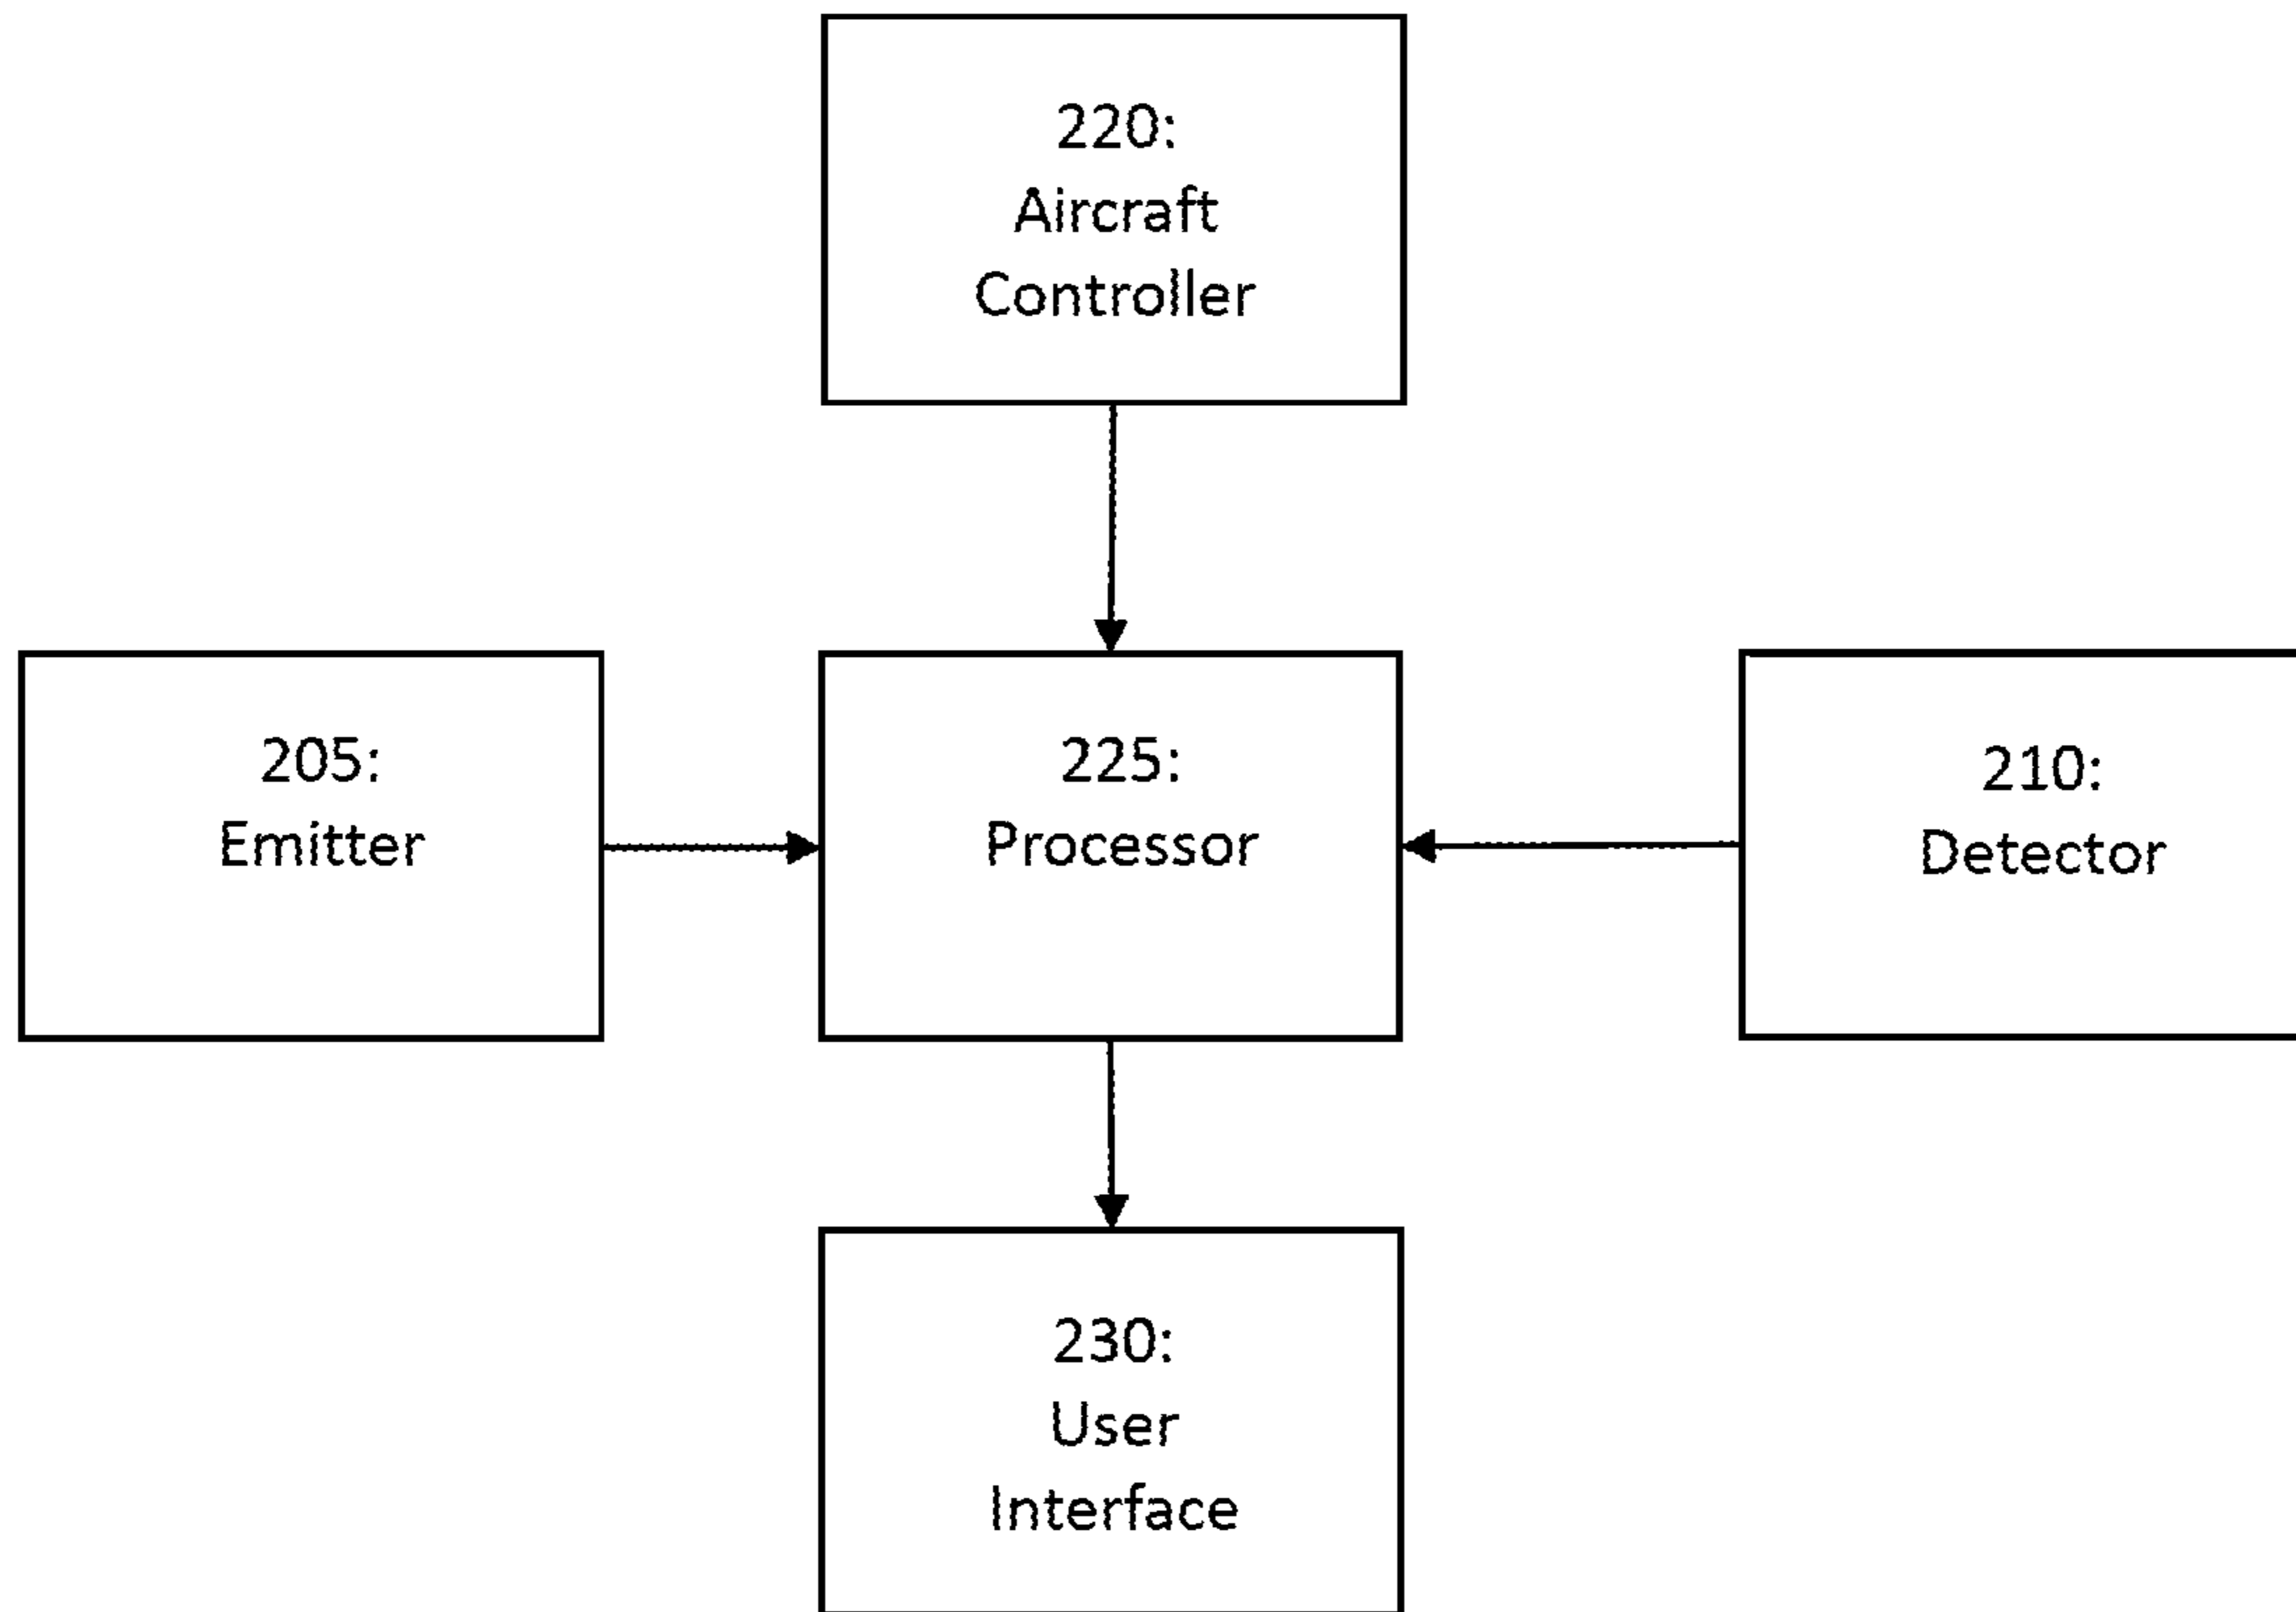 220:
Aircraft
Controller
205:
Emitter
225:
Processor
210:
Detector
230:
User
Interface